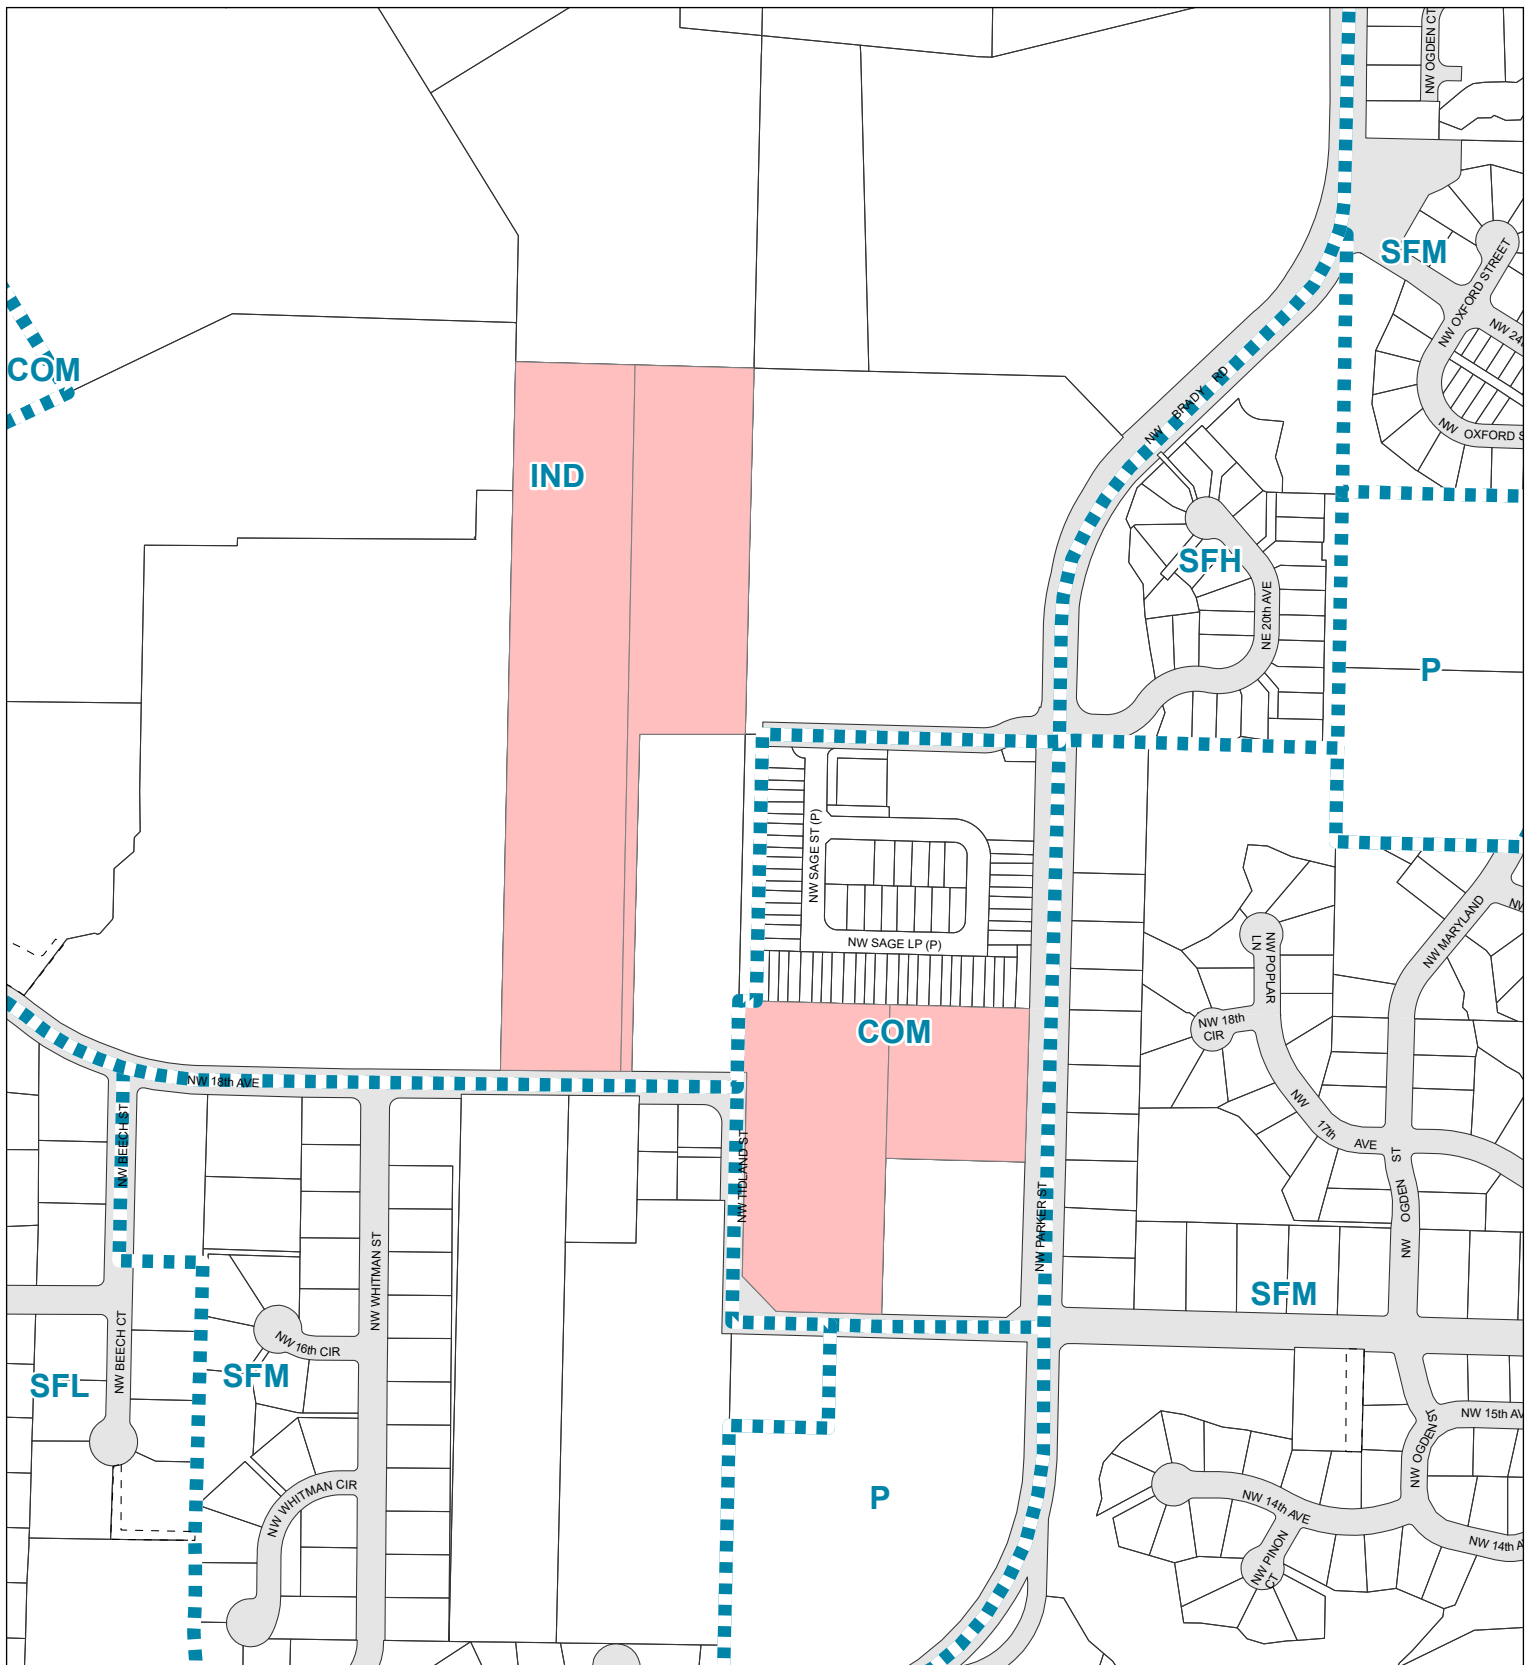 NW OGDEN CT
SFM
NW OXFORD STREET
NW 24
COM
NW BRADY RD
NW OXFORD S
IND
SFH
NE 20th AVE
P
NW SAGE ST (P)
NW MARYLAND
NW
NW SAGE LP (P)
NW POPLAR
LN
NW 18th
CIR
COM
NW 18th AVE
NW 17th AVE
NW BEECH ST
NW TIDLAND ST
NW OGDEN ST
NW PARKER ST
NW WHITMAN ST
SFM
NW 16th CIR
NW BEECH CT
SFM
SFL
NW 15th AV
NW OGDEN ST
NW WHITMAN CIR
P
NW 14th AVE
NW 14th A
NW PINON
CT